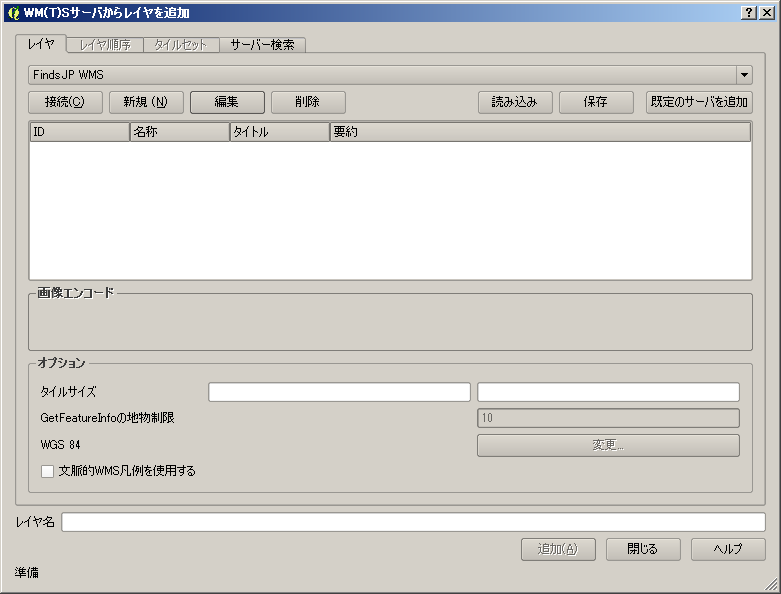 WM(T)Sサーバからレイヤを追加
レイヤ レイヤ順序 タイルセット サーバー検索
FindsJP WMS
接続(C) 新規 (N) 編集 削除 読み込み 保存 既定のサーバを追加
ID 名称 タイトル 要約
画像エンコード
オプション
タイルサイズ
GetFeatureInfoの地物制限 10
WGS 84 変更...
文脈的WMS凡例を使用する
レイヤ名
追加(A) 閉じる ヘルプ
準備